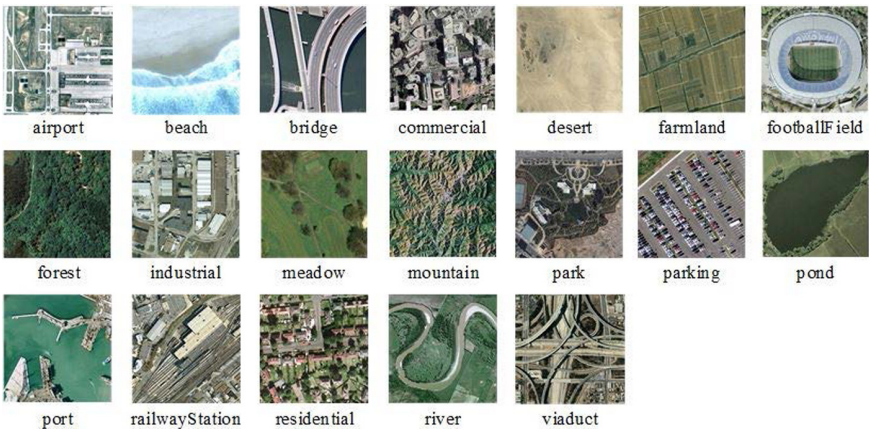 airport beach bridge commercial desert farmland footballField
forest industrial meadow mountain park parking pond
port railwayStation residential river viaduct